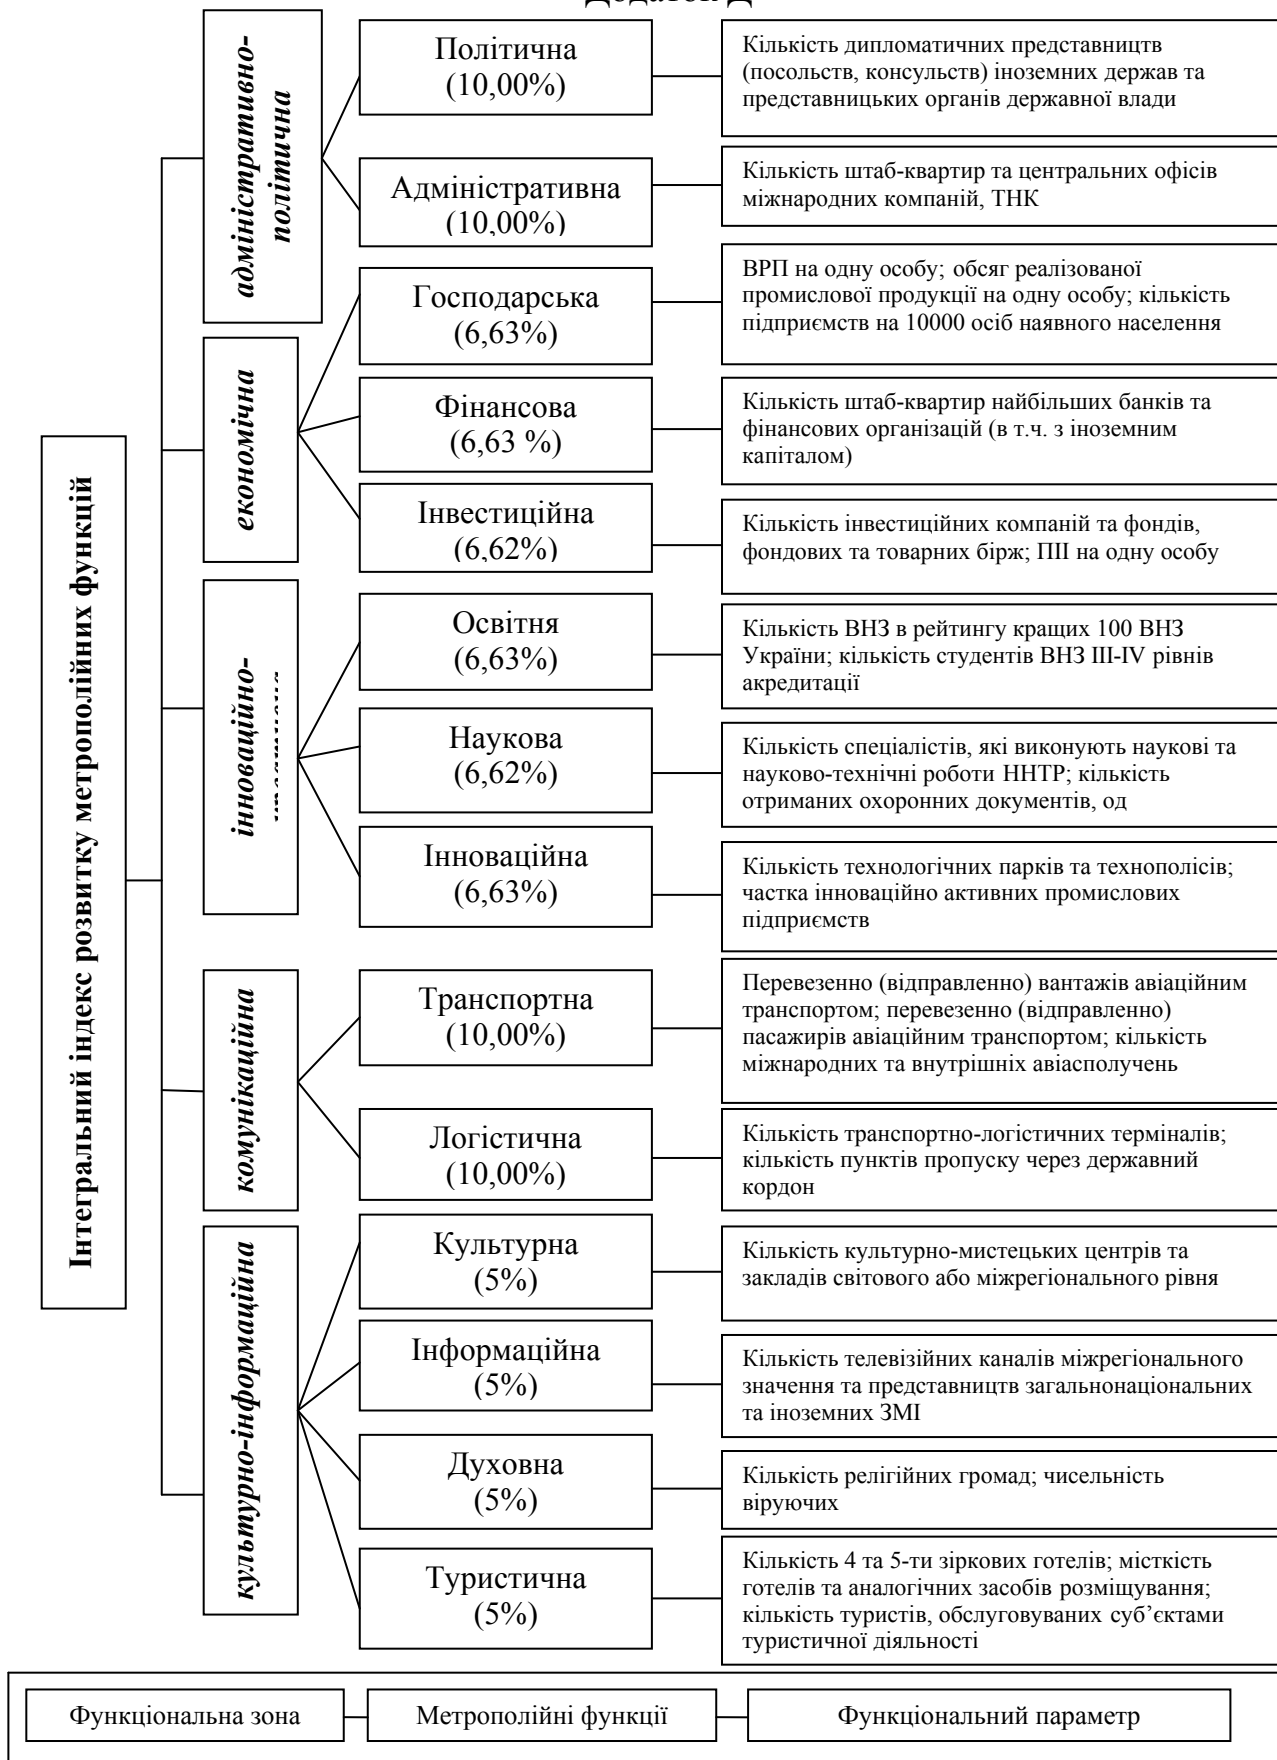 Додаток Д
Інтегральний індекс розвитку метрополійних функцій
адміністративно-
політична
Політична
(10,00%)
Кількість дипломатичних представництв
(посольств, консульств) іноземних держав та
представницьких органів державної влади
Адміністративна
(10,00%)
Кількість штаб-квартир та центральних офісів
міжнародних компаній, ТНК
економічна
Господарська
(6,63%)
ВРП на одну особу; обсяг реалізованої
промислової продукції на одну особу; кількість
підприємств на 10000 осіб наявного населення
Фінансова
(6,63 %)
Кількість штаб-квартир найбільших банків та
фінансових організацій (в т.ч. з іноземним
капіталом)
Інвестиційна
(6,62%)
Кількість інвестиційних компаній та фондів,
фондових та товарних бірж; ПІІ на одну особу
інноваційно-
Освітня
(6,63%)
Кількість ВНЗ в рейтингу кращих 100 ВНЗ
України; кількість студентів ВНЗ III-IV рівнів
акредитації
Наукова
(6,62%)
Кількість спеціалістів, які виконують наукові та
науково-технічні роботи ННТР; кількість
отриманих охоронних документів, од
Інноваційна
(6,63%)
Кількість технологічних парків та технополісів;
частка інноваційно активних промислових
підприємств
комунікаційна
Транспортна
(10,00%)
Перевезенно (відправленно) вантажів авіаційним
транспортом; перевезенно (відправленно)
пасажирів авіаційним транспортом; кількість
міжнародних та внутрішніх авіасполучень
Логістична
(10,00%)
Кількість транспортно-логістичних терміналів;
кількість пунктів пропуску через державний
кордон
культурно-інформаційна
Культурна
(5%)
Кількість культурно-мистецьких центрів та
закладів світового або міжрегіонального рівня
Інформаційна
(5%)
Кількість телевізійних каналів міжрегіонального
значення та представництв загальнонаціональних
та іноземних ЗМІ
Духовна
(5%)
Кількість релігійних громад; чисельність
віруючих
Туристична
(5%)
Кількість 4 та 5-ти зіркових готелів; місткість
готелів та аналогічних засобів розміщування;
кількість туристів, обслуговуваних суб’єктами
туристичної діяльності
Функціональна зона
Метрополійні функції
Функціональний параметр